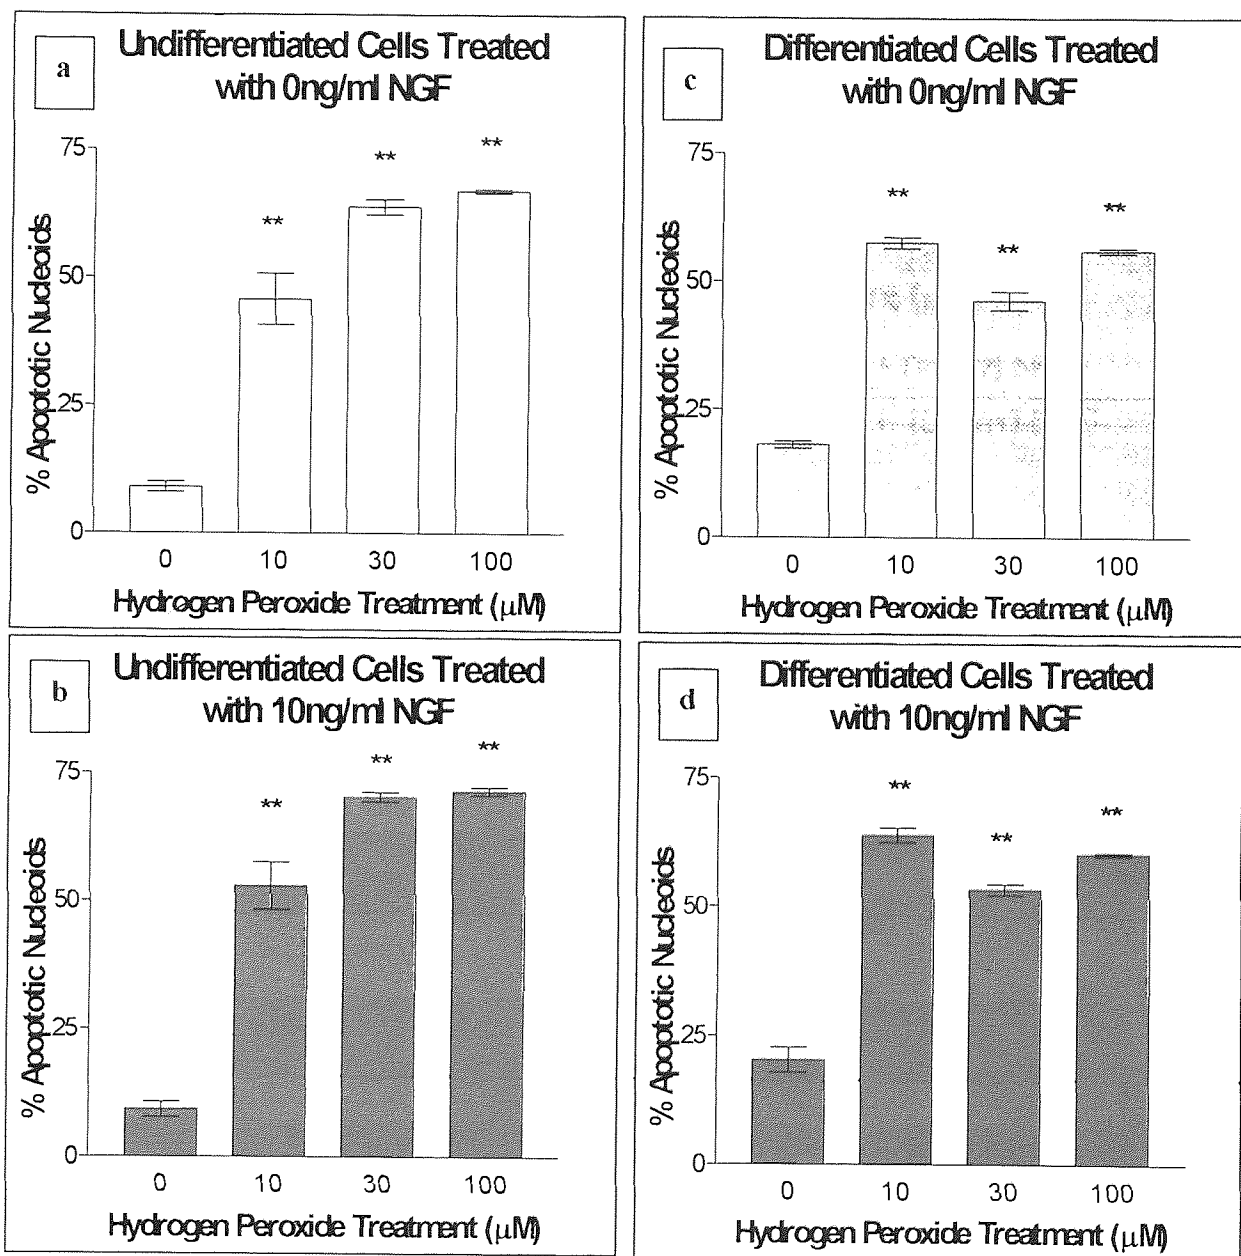 a
Undifferentiated Cells Treated
with 0ng/ml NGF
75
50
25
0
% Apoptotic Nucleoids
**
**
**
0 10 30 100
Hydrogen Peroxide Treatment (μM)
c
Differentiated Cells Treated
with 0ng/ml NGF
75
50
25
0
% Apoptotic Nucleoids
**
**
**
0 10 30 100
Hydrogen Peroxide Treatment (μM)
b
Undifferentiated Cells Treated
with 10ng/ml NGF
75
50
25
0
% Apoptotic Nucleoids
**
**
**
0 10 30 100
Hydrogen Peroxide Treatment (μM)
d
Differentiated Cells Treated
with 10ng/ml NGF
75
50
25
0
% Apoptotic Nucleoids
**
**
**
0 10 30 100
Hydrogen Peroxide Treatment (μM)